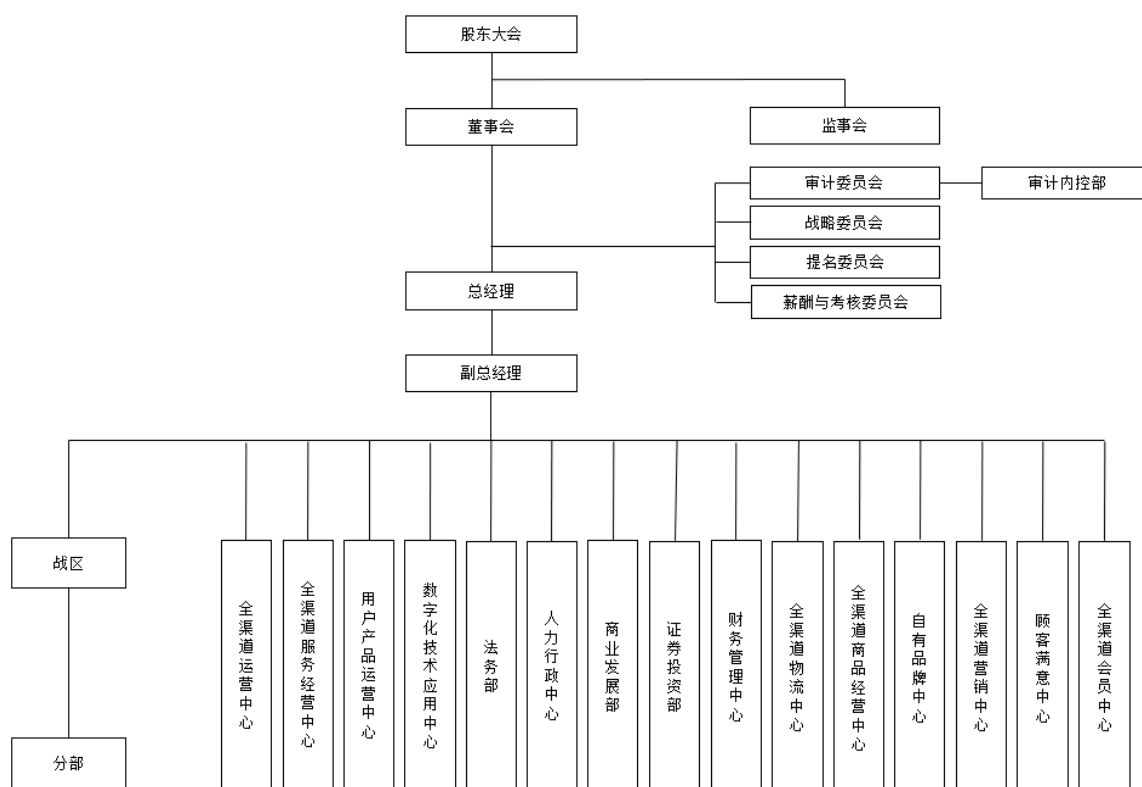 股东大会
董事会
监事会
审计委员会
审计内控部
战略委员会
提名委员会
总经理
薪酬与考核委员会
副总经理
战区
全渠道运营中心
全渠道服务经营中心
用户产品运营中心
数字化技术应用中心
法务部
人力行政中心
商业发展部
证券投资部
财务管理中心
全渠道物流中心
全渠道商品经营中心
自有品牌中心
全渠道营销中心
顾客满意中心
全渠道会员中心
分部